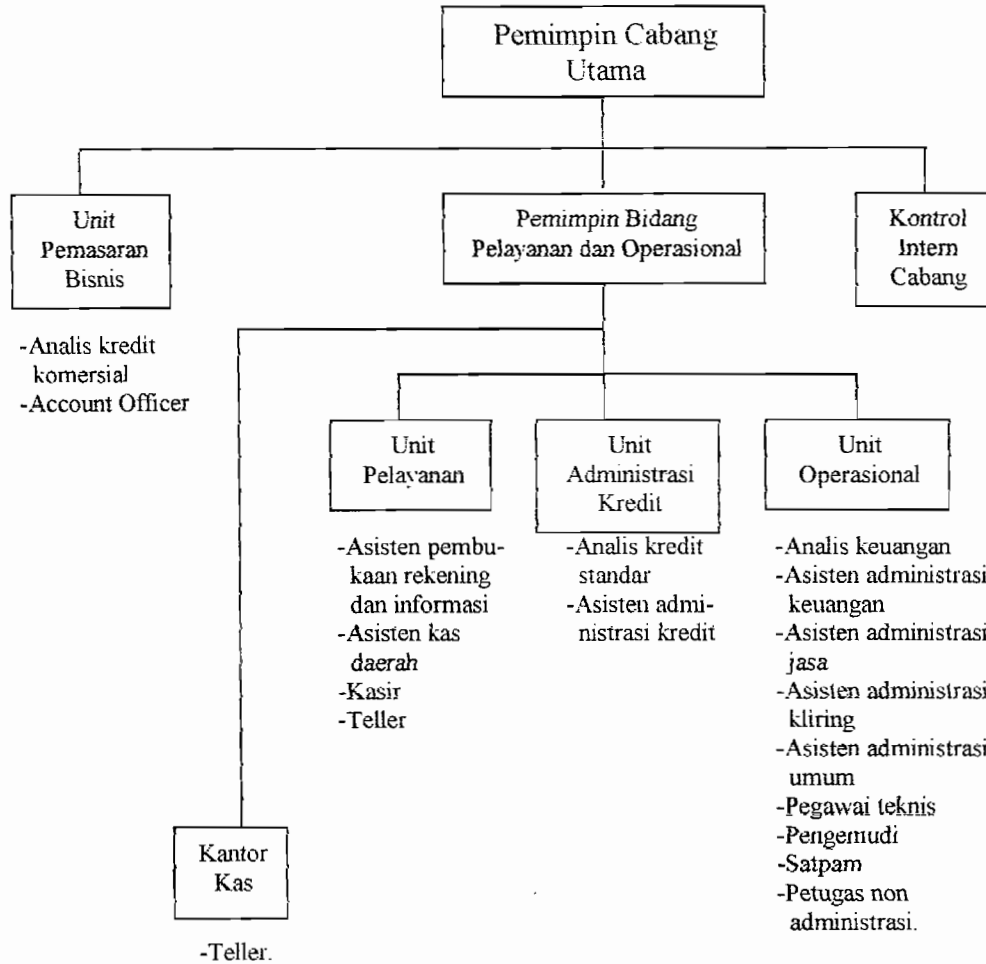 Pemimpin Cabang
Utama
Unit
Pemasaran
Bisnis
Pemimpin Bidang
Pelayanan dan Operasional
Kontrol
Intern
Cabang
-Analis kredit
komersial
-Account Officer
Unit
Pelayanan
Unit
Administrasi
Kredit
Unit
Operasional
-Asisten pembu-
kaan rekening
dan informasi
-Asisten kas
daerah
-Kasir
-Teller
-Analis kredit
standar
-Asisten admi-
nistrasi kredit
-Analis keuangan
-Asisten administrasi
keuangan
-Asisten administrasi
jasa
-Asisten administrasi
kliring
-Asisten administrasi
umum
-Pegawai teknis
-Pengemudi
-Satpam
-Petugas non
administrasi.
Kantor
Kas
-Teller.